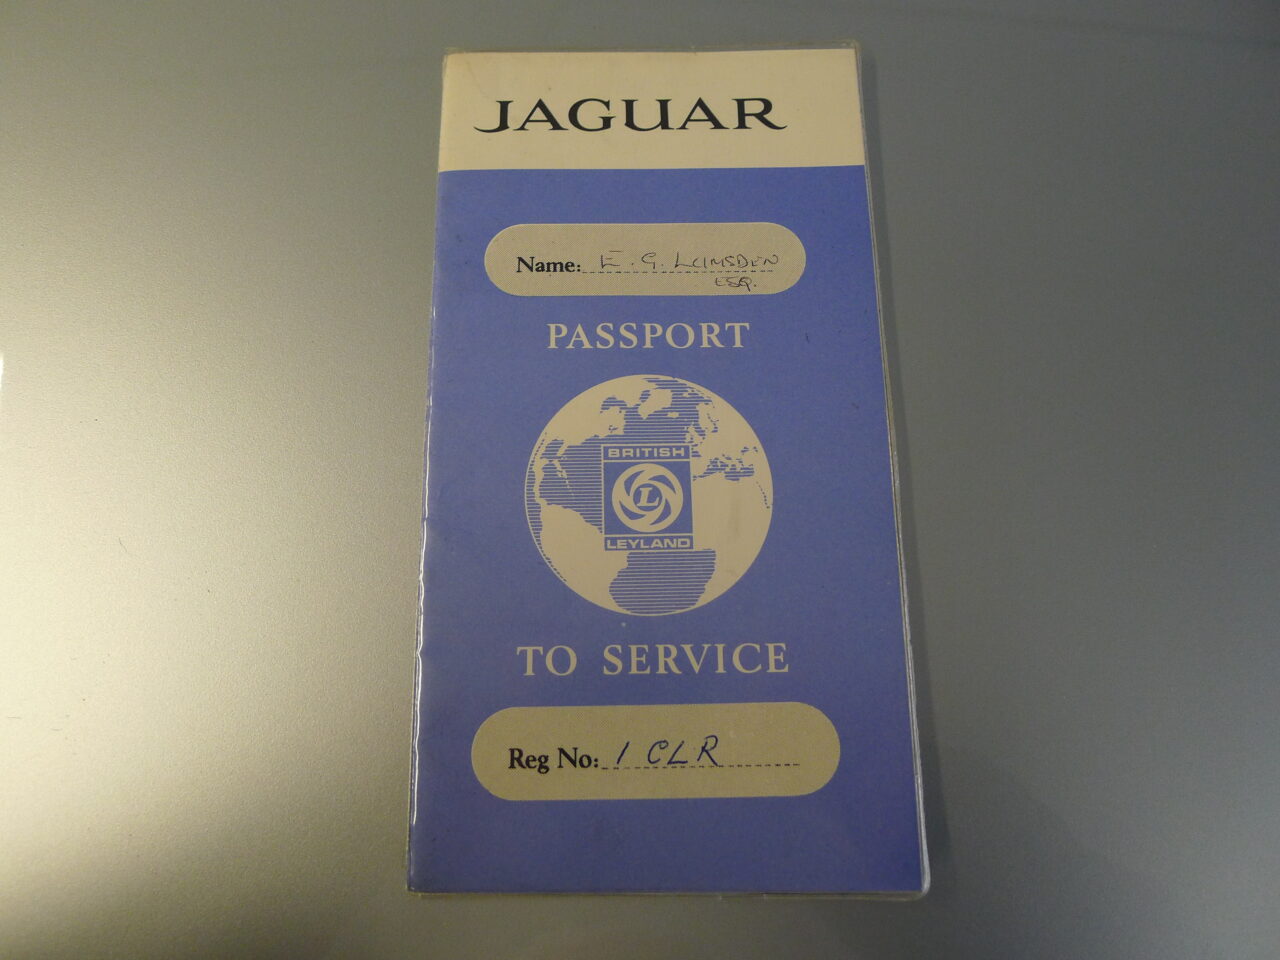 JAGUAR
Name: E. G. LUMSDEN
ESQ.
PASSPORT
BRITISH
L
LEYLAND
TO SERVICE
Reg No: 1 CLR